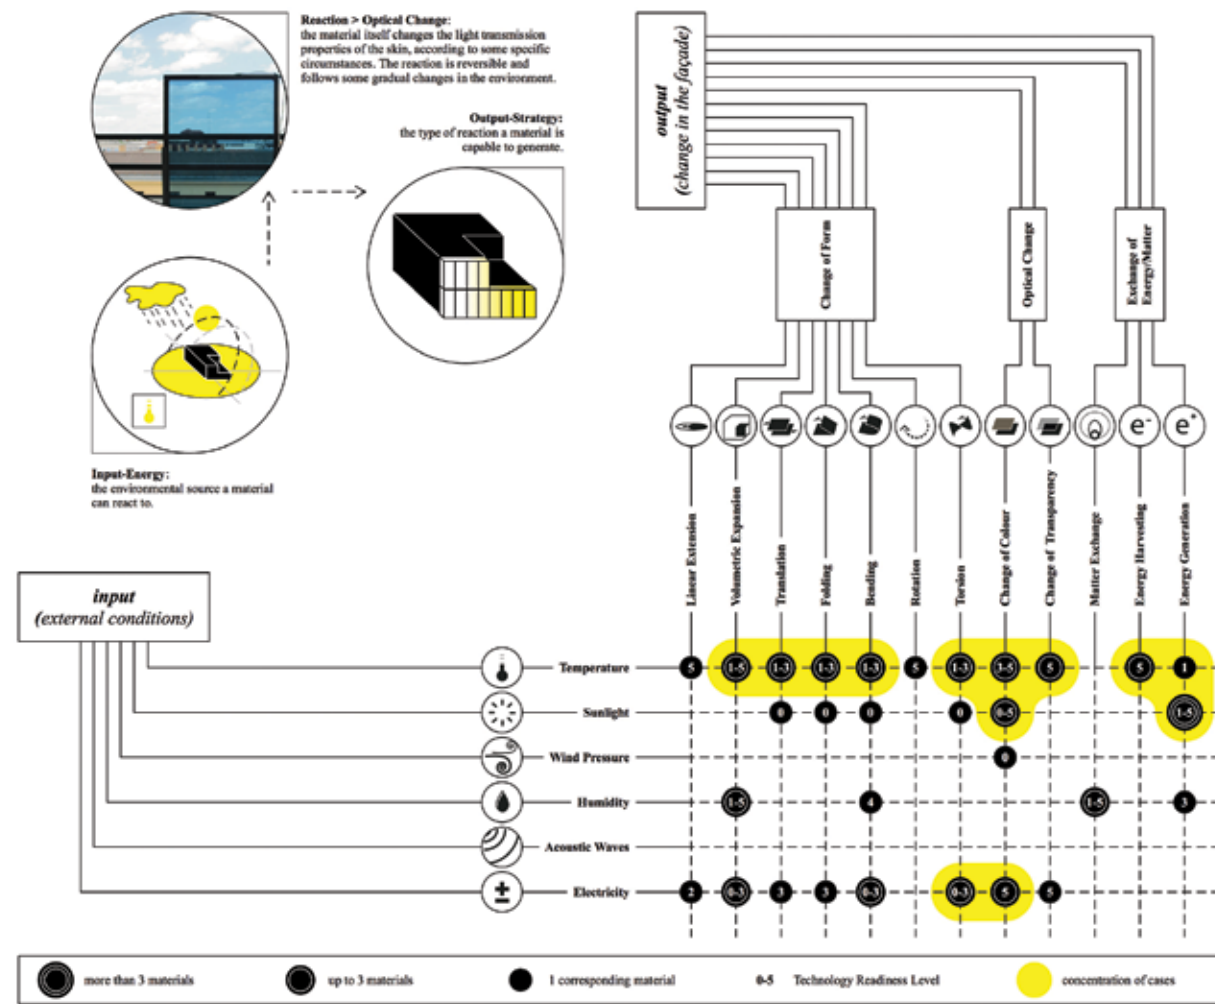 Reaction > Optical Change:
the material itself changes the light transmission
properties of the skin, according to some specific
circumstances. The reaction is reversible and
follows some gradual changes in the environment.
Output-Strategy:
the type of reaction a material is
capable to generate.
Input-Energy:
the environmental source a material
can react to.
output
(change in the façade)
Change of Form
Optical Change
Exchange of
Energy/Matter
e-
e+
Linear Extension
Volumetric Expansion
Translation
Folding
Bending
Rotation
Torsion
Change of Colour
Change of Transparency
Matter Exchange
Energy Harvesting
Energy Generation
input
(external conditions)
Temperature 5 1-5 1-3 1-3 1-3 5 1-3 3-5 5 5 1
Sunlight 0 0 0 0 0-5 1-5
Wind Pressure 0
Humidity 1-5 4 1-5 3
Acoustic Waves
± Electricity 2 0-3 3 3 0-3 0-3 5 5
more than 3 materials up to 3 materials 1 corresponding material 0-5 Technology Readiness Level concentration of cases